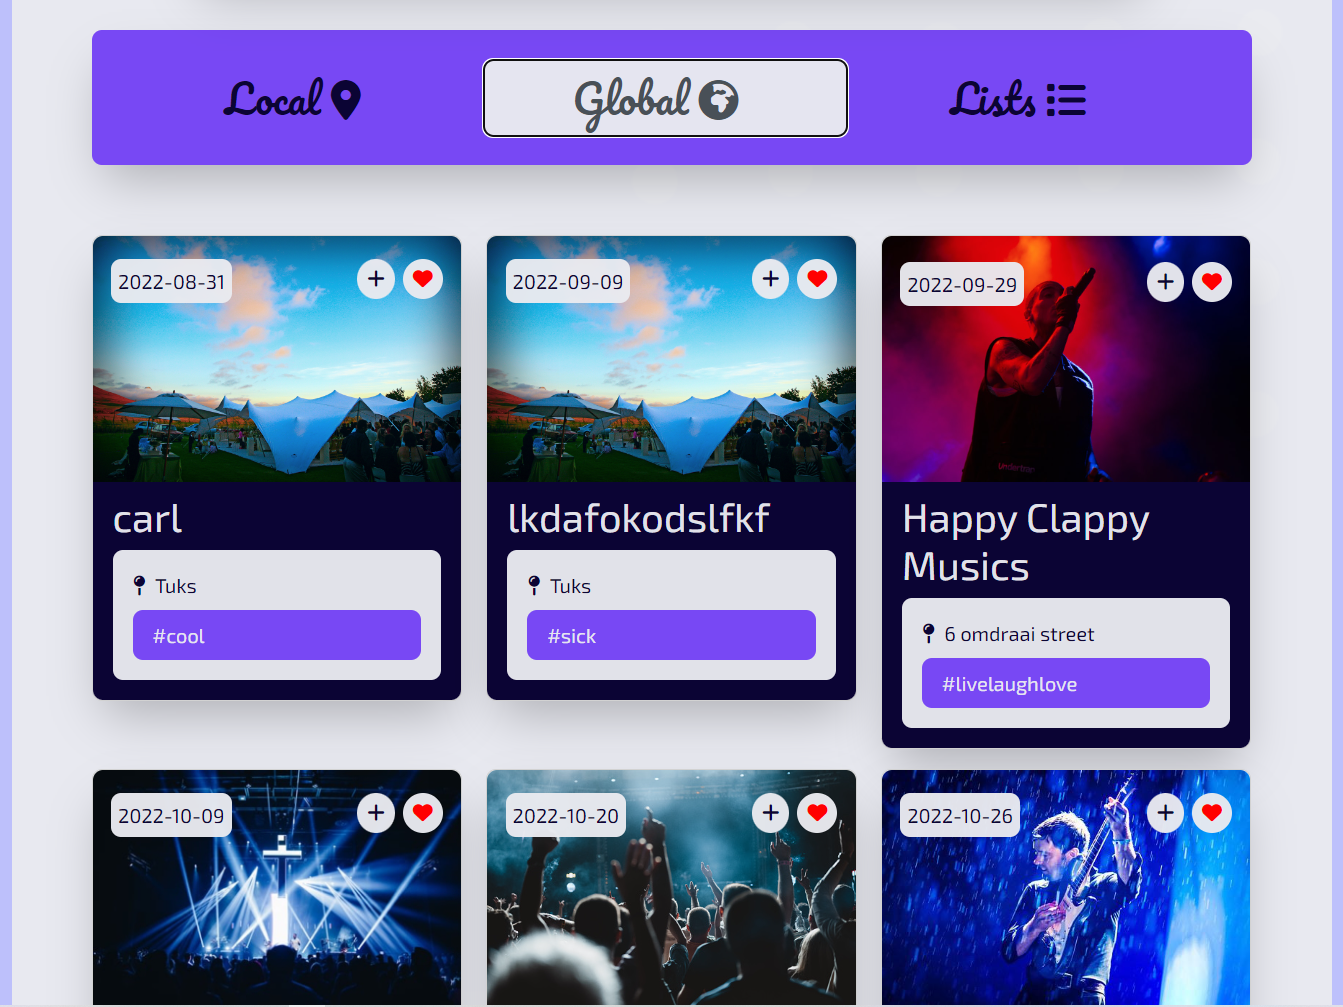 Local
Global
Lists
2022-08-31
2022-09-09
2022-09-29
carl
lkdafokodslfkf
Happy Clappy
Musics
Tuks
Tuks
6 omdraai street
#cool
#sick
#livelaughlove
2022-10-09
2022-10-20
2022-10-26